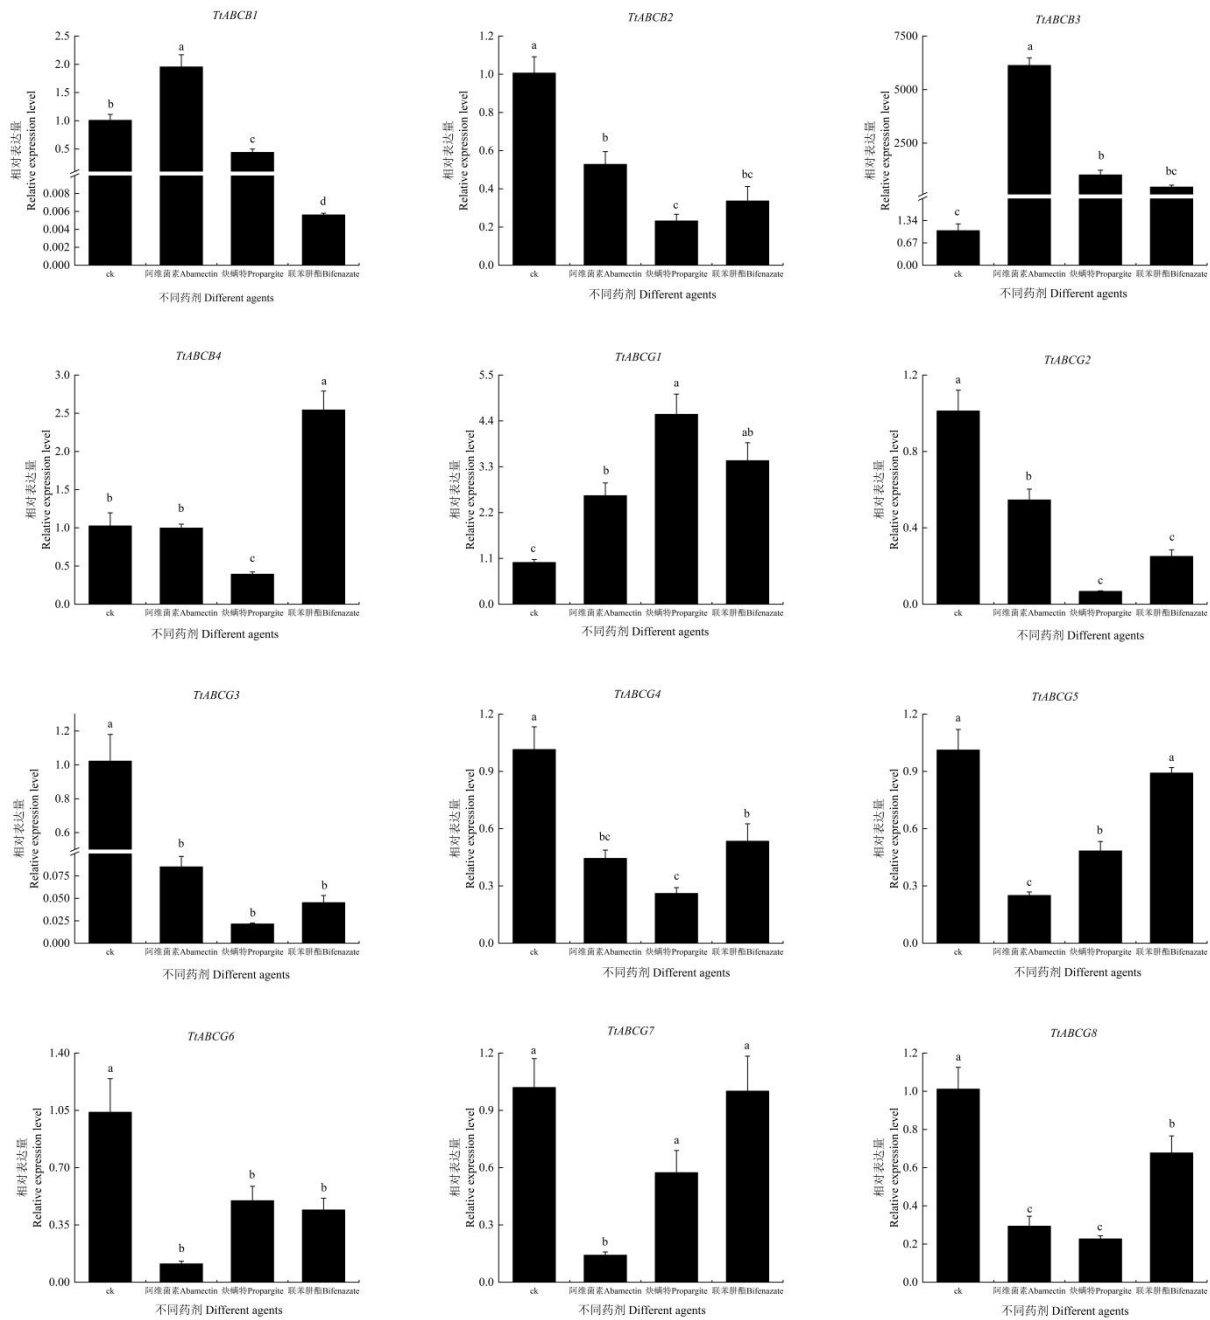 TtABCB1
相对表达量
Relative expression level
2.5
2.0
1.5
1.0
0.5
0.008
0.006
0.004
0.002
0.000
b
a
c
d
ck 阿维菌素Abamectin 炔螨特Propargite 联苯肼酯Bifenazate
不同药剂 Different agents
TtABCB2
相对表达量
Relative expression level
1.2
1.0
0.8
0.6
0.4
0.2
0.0
a
b
c
bc
ck 阿维菌素Abamectin 炔螨特Propargite 联苯肼酯Bifenazate
不同药剂 Different agents
TtABCB3
相对表达量
Relative expression level
7500
5000
2500
1.34
0.67
0.00
c
a
b
bc
ck 阿维菌素Abamectin 炔螨特Propargite 联苯肼酯Bifenazate
不同药剂 Different agents
TtABCB4
相对表达量
Relative expression level
3.0
2.5
2.0
1.5
1.0
0.5
0.0
b
b
c
a
ck 阿维菌素Abamectin 炔螨特Propargite 联苯肼酯Bifenazate
不同药剂 Different agents
TtABCG1
相对表达量
Relative expression level
5.5
4.4
3.3
2.2
1.1
0.0
c
b
a
ab
ck 阿维菌素Abamectin 炔螨特Propargite 联苯肼酯Bifenazate
不同药剂 Different agents
TtABCG2
相对表达量
Relative expression level
1.2
0.8
0.4
0.0
a
b
c
c
ck 阿维菌素Abamectin 炔螨特Propargite 联苯肼酯Bifenazate
不同药剂 Different agents
TtABCG3
相对表达量
Relative expression level
1.2
1.0
0.8
0.6
0.075
0.050
0.025
0.000
a
b
b
b
ck 阿维菌素Abamectin 炔螨特Propargite 联苯肼酯Bifenazate
不同药剂 Different agents
TtABCG4
相对表达量
Relative expression level
1.2
0.9
0.6
0.3
0.0
a
bc
c
b
ck 阿维菌素Abamectin 炔螨特Propargite 联苯肼酯Bifenazate
不同药剂 Different agents
TtABCG5
相对表达量
Relative expression level
1.2
0.9
0.6
0.3
0.0
a
c
b
a
ck 阿维菌素Abamectin 炔螨特Propargite 联苯肼酯Bifenazate
不同药剂 Different agents
TtABCG6
相对表达量
Relative expression level
1.40
1.05
0.70
0.35
0.00
a
b
b
b
ck 阿维菌素Abamectin 炔螨特Propargite 联苯肼酯Bifenazate
不同药剂 Different agents
TtABCG7
相对表达量
Relative expression level
1.2
0.9
0.6
0.3
0.0
a
b
a
a
ck 阿维菌素Abamectin 炔螨特Propargite 联苯肼酯Bifenazate
不同药剂 Different agents
TtABCG8
相对表达量
Relative expression level
1.2
1.0
0.8
0.6
0.4
0.2
0.0
a
c
c
b
ck 阿维菌素Abamectin 炔螨特Propargite 联苯肼酯Bifenazate
不同药剂 Different agents